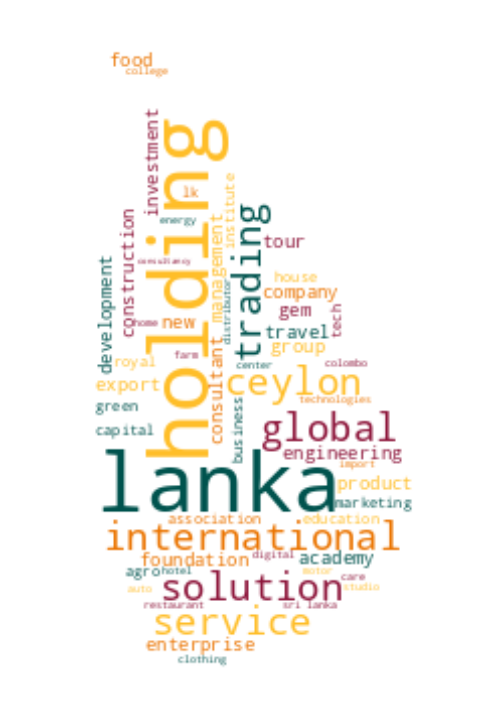 food
college
investment
holding
lk
institute
energy
construction
trading
management
tour
consultancy
development
house
distributor
company
gem
tech
home
new
travel
group
farm
royal
center
colombo
consultant
ceylon
export
technologies
green
business
capital
global
engineering
lanka
import
product
marketing
association
education
international
foundation
digital
academy
agro
hotel
motor
care
solution
auto
studio
restaurant
sri lanka
service
enterprise
clothing